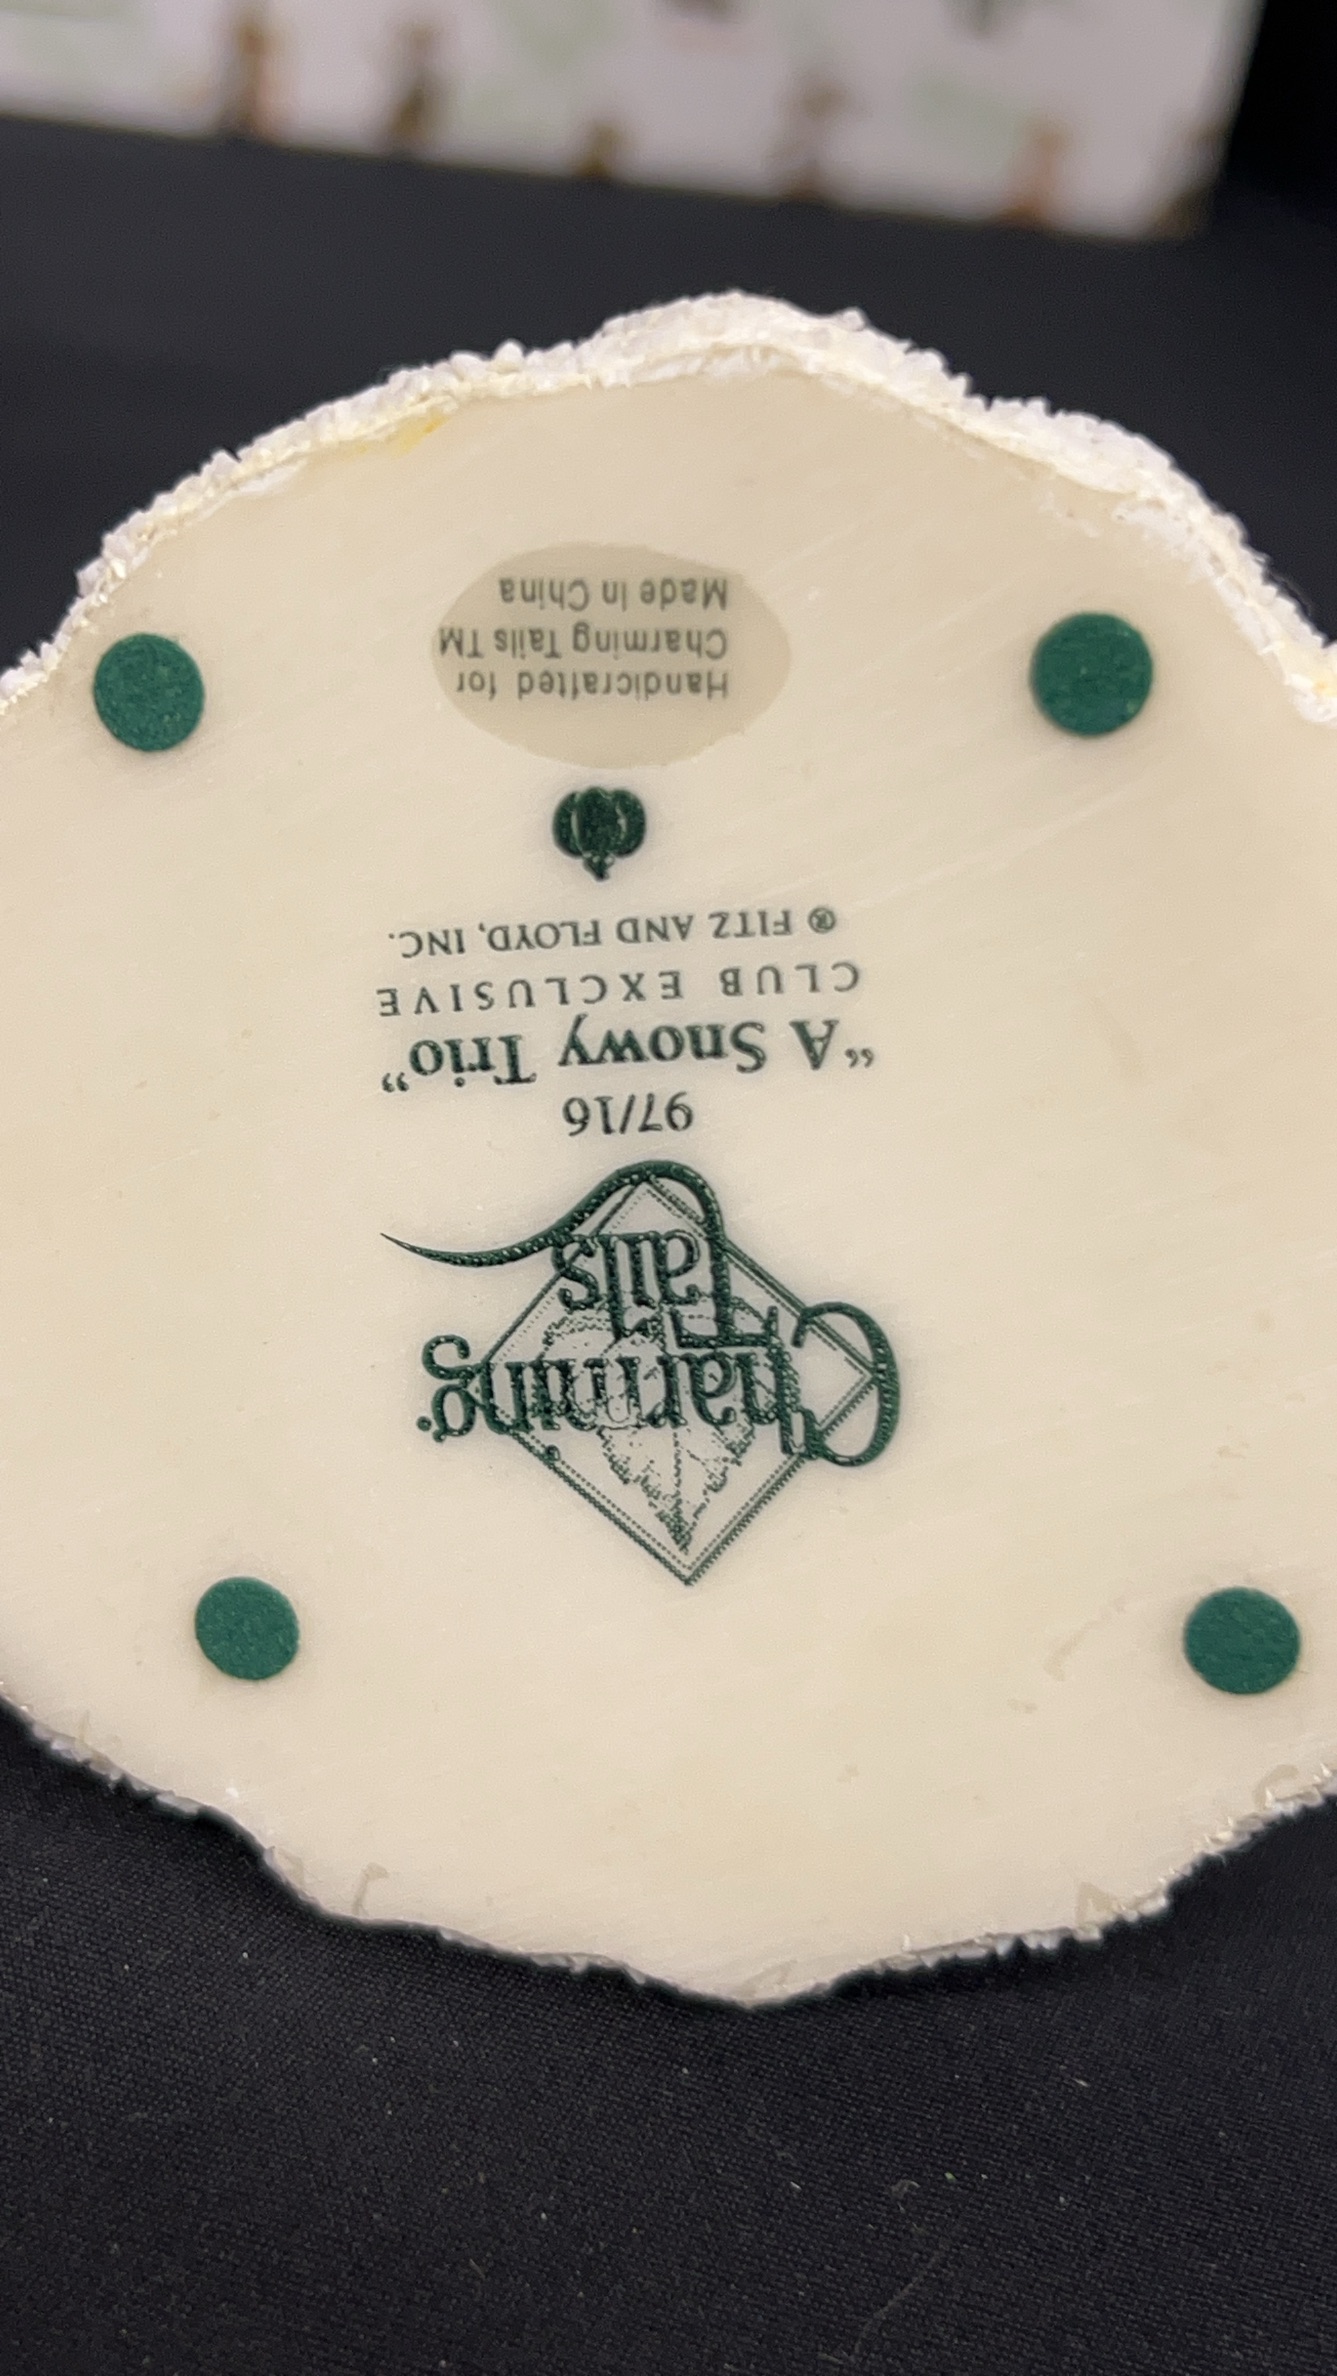 Charming
Tails
97/16
“A Snowy Trio”
CLUB EXCLUSIVE
® FITZ AND FLOYD, INC.
Handicrafted for
Charming Tails TM
Made In China